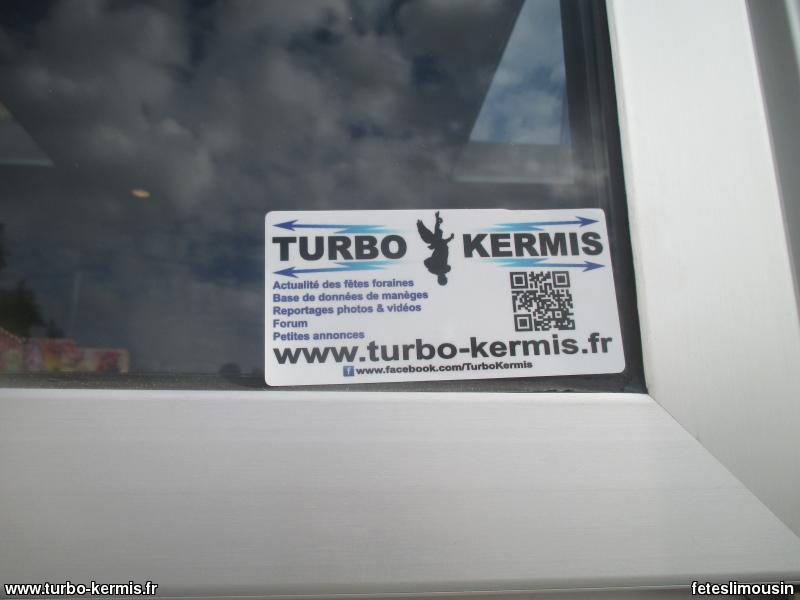 TURBO KERMIS
Actualité des fêtes foraines
Base de données de manèges
Reportages photos & vidéos
Forum
Petites annonces
www.turbo-kermis.fr
f www.facebook.com/TurboKermis
www.turbo-kermis.fr
feteslimousin